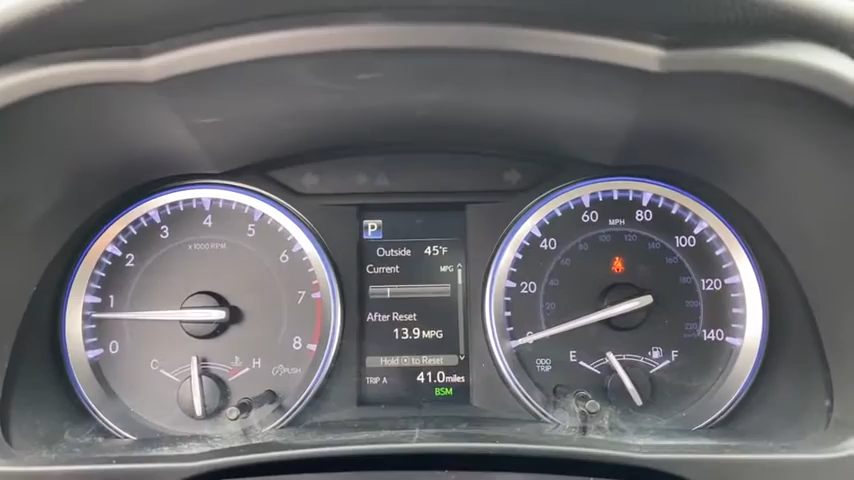 P
Outside 45°F
Current MPG
After Reset
13.9 MPG
Hold to Reset
TRIP A 41.0 miles
BSM
0 1 2 3 4 5 6 7 8
X1000 RPM
C H
PUSH
0 20 40 60 80 100 120 140
MPH
ODO
TRIP
E F